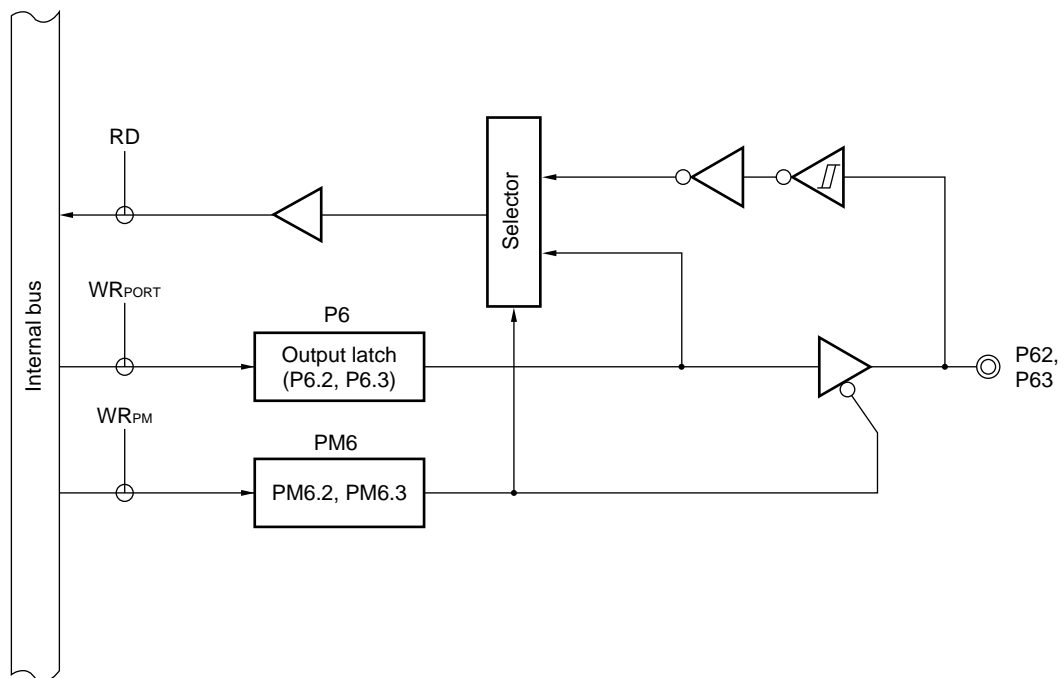 RD
Selector
Internal bus
WRPORT
P6
Output latch
(P6.2, P6.3)
P62,
P63
WRPM
PM6
PM6.2, PM6.3